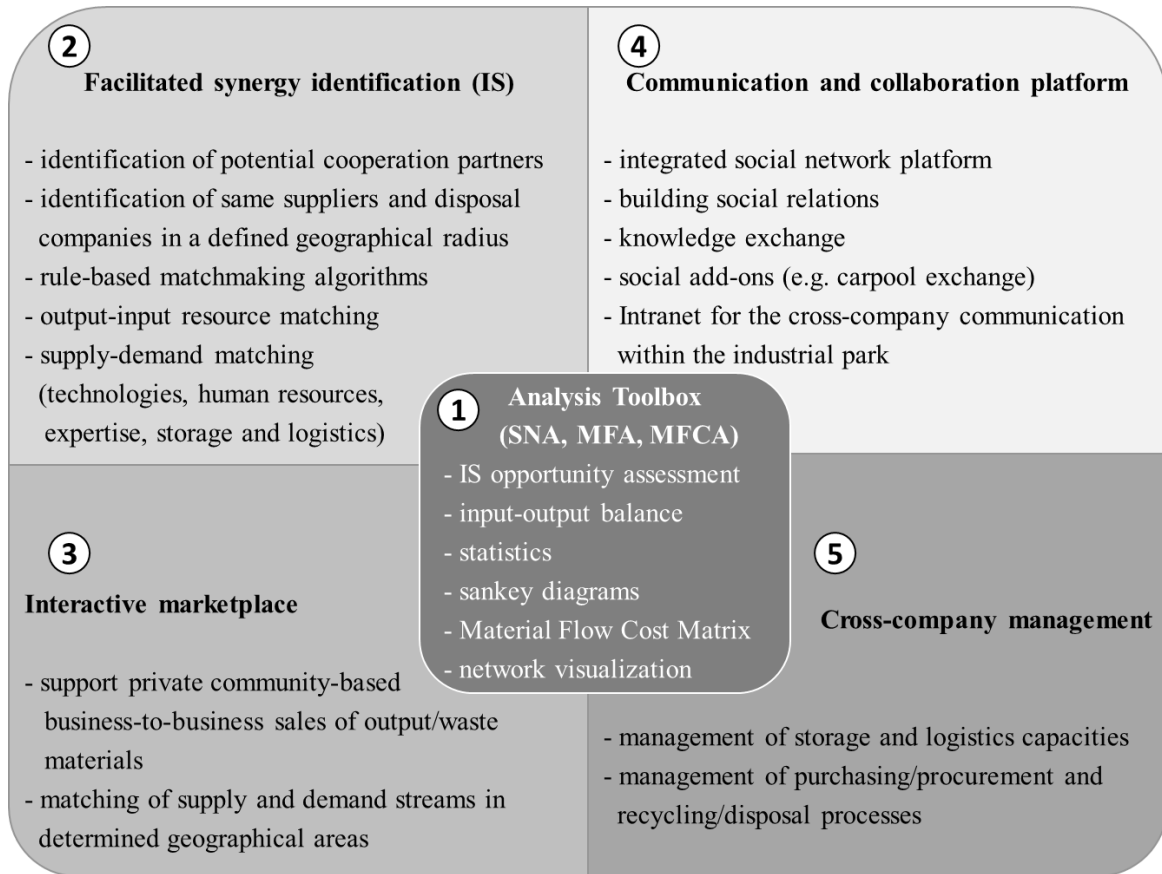 2
Facilitated synergy identification (IS)
- identification of potential cooperation partners
- identification of same suppliers and disposal
companies in a defined geographical radius
- rule-based matchmaking algorithms
- output-input resource matching
- supply-demand matching
(technologies, human resources,
expertise, storage and logistics)
4
Communication and collaboration platform
- integrated social network platform
- building social relations
- knowledge exchange
- social add-ons (e.g. carpool exchange)
- Intranet for the cross-company communication
within the industrial park
1
Analysis Toolbox
(SNA, MFA, MFCA)
- IS opportunity assessment
- input-output balance
- statistics
- sankey diagrams
- Material Flow Cost Matrix
- network visualization
3
Interactive marketplace
- support private community-based
business-to-business sales of output/waste
materials
- matching of supply and demand streams in
determined geographical areas
5
Cross-company management
- management of storage and logistics capacities
- management of purchasing/procurement and
recycling/disposal processes